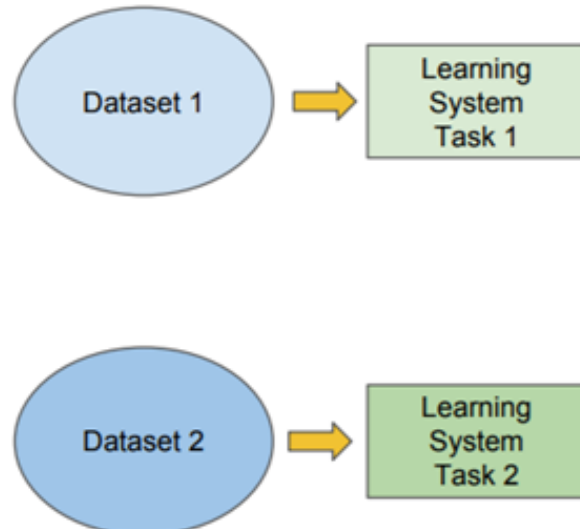 Dataset 1
Learning
System
Task 1
Dataset 2
Learning
System
Task 2